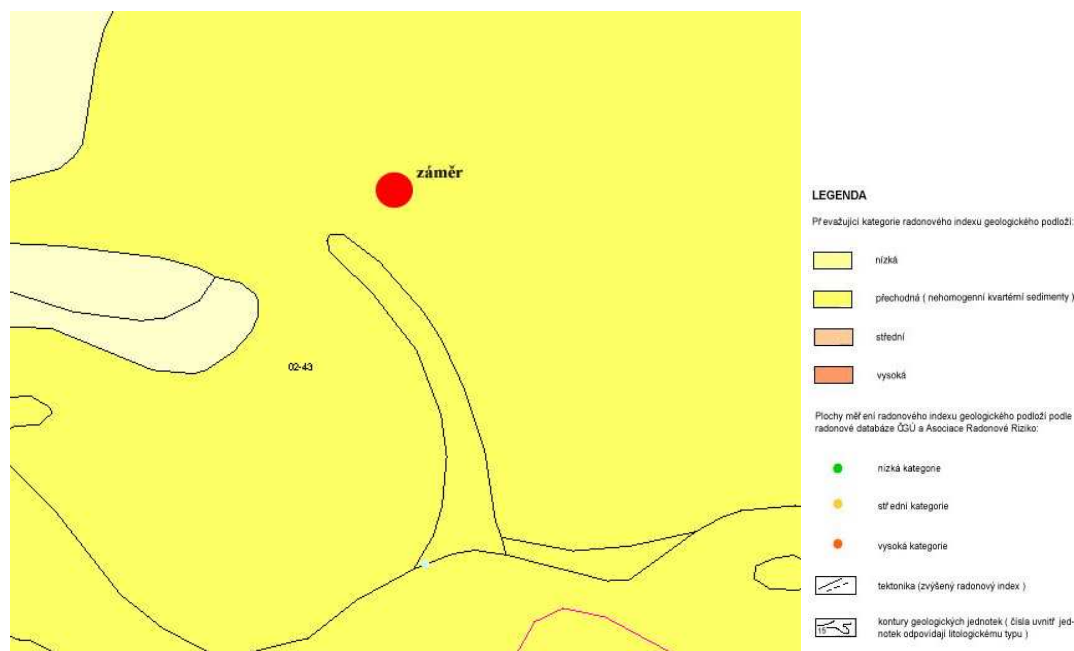 záměr
02-43
LEGENDA
Převažující kategorie radonového indexu geologického podloží:
nízká
přechodná ( nehomogenní kvartérní sedimenty )
střední
vysoká
Plochy měření radonového indexu geologického podloží podle
radonové databáze ČGÚ a Asociace Radonové Riziko:
nízká kategorie
střední kategorie
vysoká kategorie
tektonika (zvýšený radonový index )
15
kontury geologických jednotek ( čísla uvnitř jed-
notek odpovídají litologickému typu )